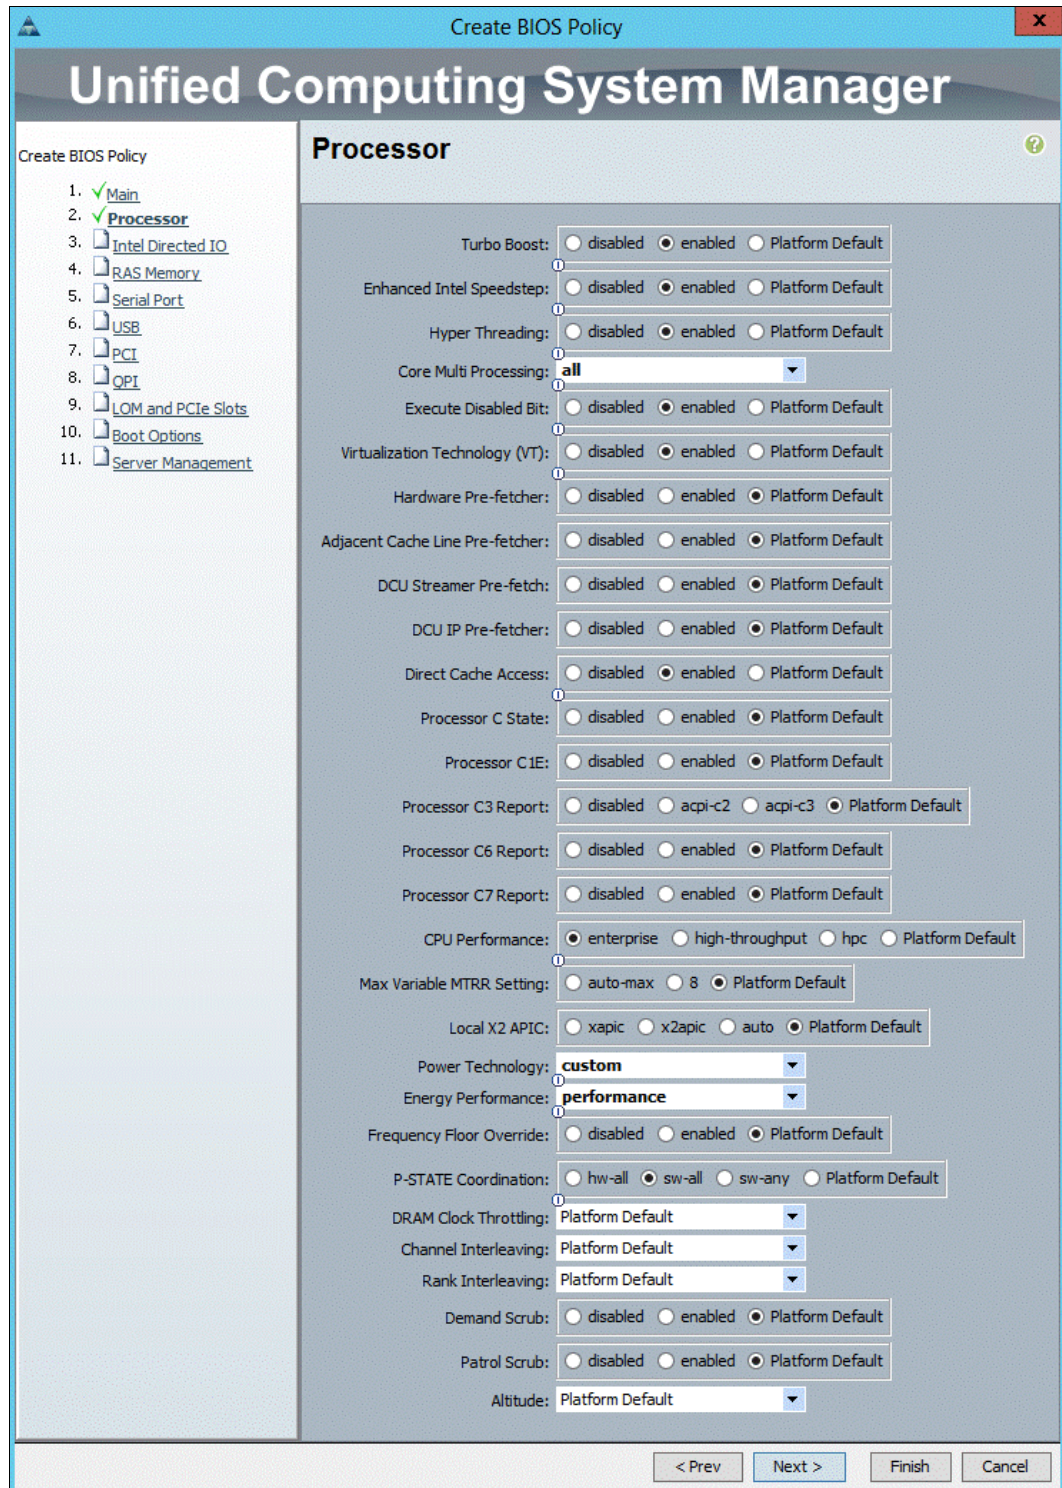 Create BIOS Policy
x
Unified Computing System Manager
Create BIOS Policy
1. Main
2. Processor
3. Intel Directed IO
4. RAS Memory
5. Serial Port
6. USB
7. PCI
8. QPI
9. LOM and PCIe Slots
10. Boot Options
11. Server Management
Processor
?
Turbo Boost: disabled enabled Platform Default
Enhanced Intel Speedstep: disabled enabled Platform Default
Hyper Threading: disabled enabled Platform Default
Core Multi Processing: all
Execute Disabled Bit: disabled enabled Platform Default
Virtualization Technology (VT): disabled enabled Platform Default
Hardware Pre-fetcher: disabled enabled Platform Default
Adjacent Cache Line Pre-fetcher: disabled enabled Platform Default
DCU Streamer Pre-fetch: disabled enabled Platform Default
DCU IP Pre-fetcher: disabled enabled Platform Default
Direct Cache Access: disabled enabled Platform Default
Processor C State: disabled enabled Platform Default
Processor C1E: disabled enabled Platform Default
Processor C3 Report: disabled acpi-c2 acpi-c3 Platform Default
Processor C6 Report: disabled enabled Platform Default
Processor C7 Report: disabled enabled Platform Default
CPU Performance: enterprise high-throughput hpc Platform Default
Max Variable MTRR Setting: auto-max 8 Platform Default
Local X2 APIC: xapic x2apic auto Platform Default
Power Technology: custom
Energy Performance: performance
Frequency Floor Override: disabled enabled Platform Default
P-STATE Coordination: hw-all sw-all sw-any Platform Default
DRAM Clock Throttling: Platform Default
Channel Interleaving: Platform Default
Rank Interleaving: Platform Default
Demand Scrub: disabled enabled Platform Default
Patrol Scrub: disabled enabled Platform Default
Altitude: Platform Default
< Prev Next > Finish Cancel